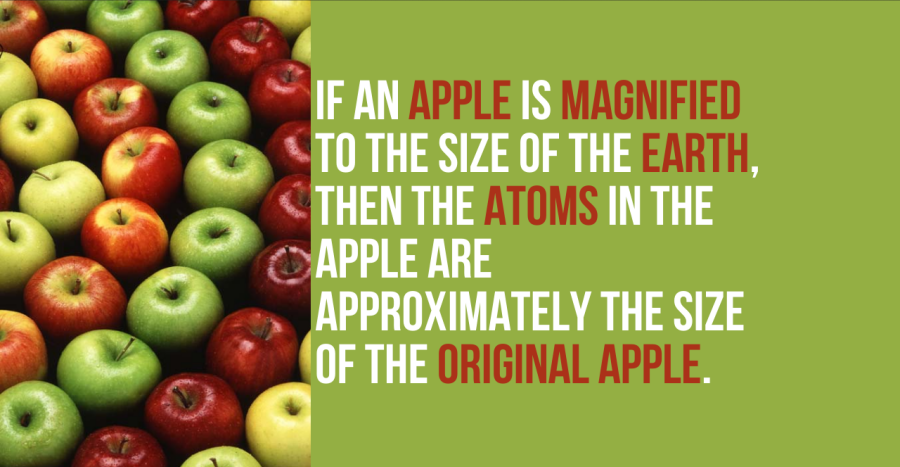 IF AN APPLE IS MAGNIFIED
TO THE SIZE OF THE EARTH,
THEN THE ATOMS IN THE
APPLE ARE
APPROXIMATELY THE SIZE
OF THE ORIGINAL APPLE.